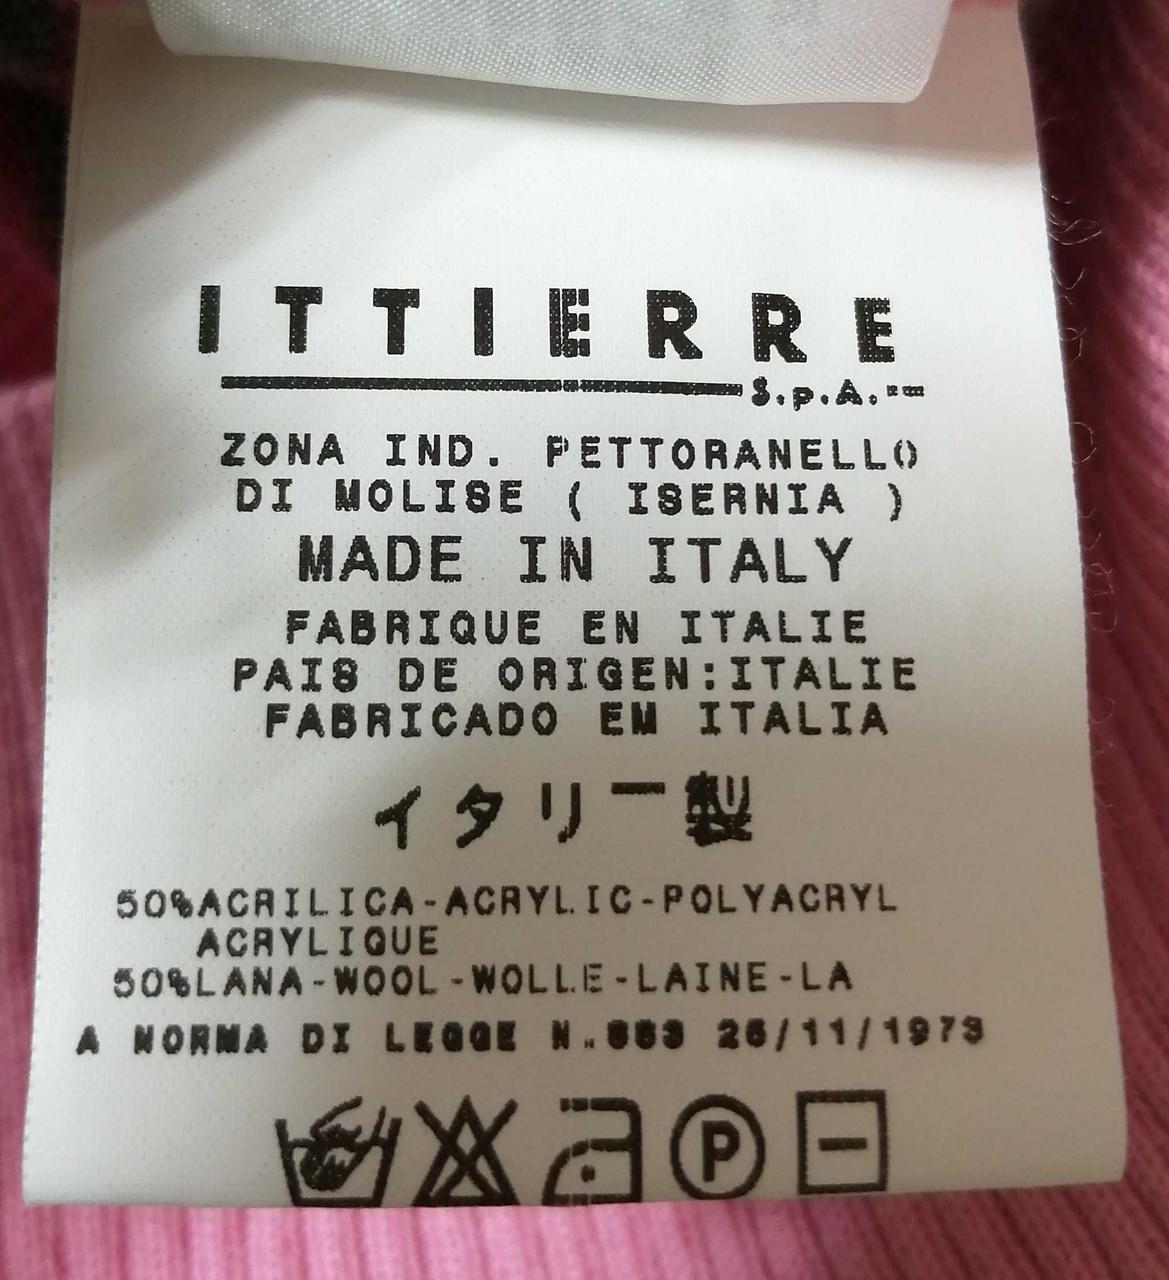 ITTIERRE
S.p.A.
ZONA IND. PETTORANELLO
DI MOLISE ( ISERNIA )
MADE IN ITALY
FABRIQUE EN ITALIE
PAIS DE ORIGEN:ITALIE
FABRICADO EM ITALIA
イタリー製
50%ACRILICA-ACRYLIC-POLYACRYL
ACRYLIQUE
50%LANA-WOOL-WOLLE-LAINE-LA
A NORMA DI LEGGE N.883 26/11/1973
P